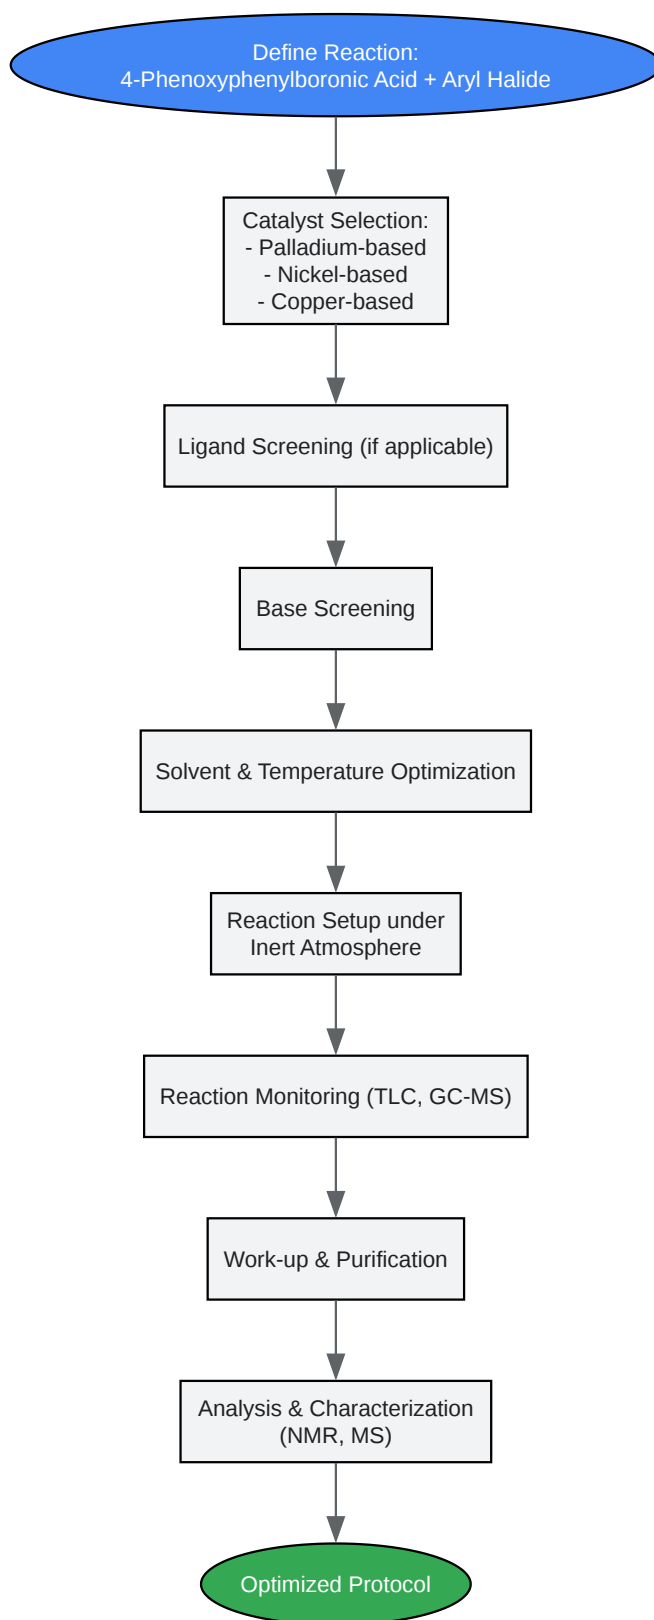 Define Reaction:
4-Phenoxyphenylboronic Acid + Aryl Halide
Catalyst Selection:
- Palladium-based
- Nickel-based
- Copper-based
Ligand Screening (if applicable)
Base Screening
Solvent & Temperature Optimization
Reaction Setup under
Inert Atmosphere
Reaction Monitoring (TLC, GC-MS)
Work-up & Purification
Analysis & Characterization
(NMR, MS)
Optimized Protocol